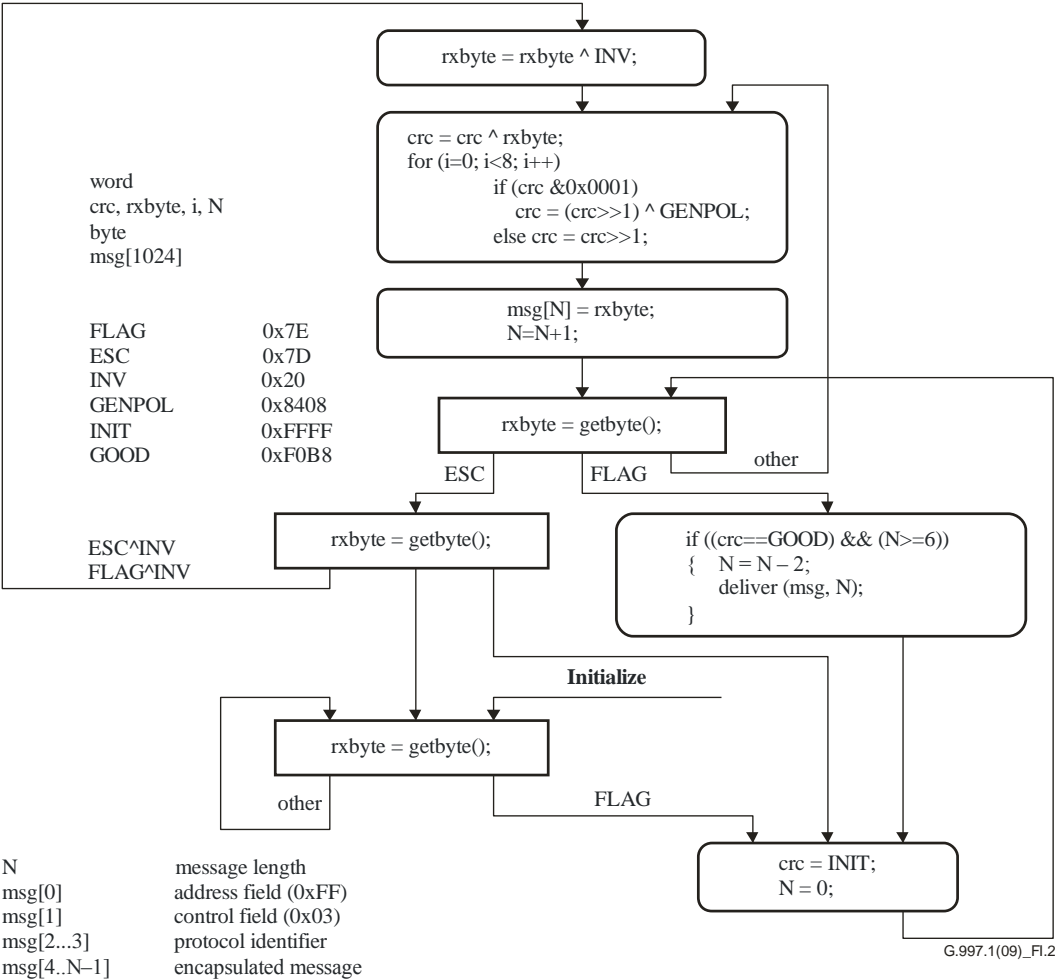 rxbyte = rxbyte ^ INV;
crc = crc ^ rxbyte;
for (i=0; i<8; i++)
if (crc &0x0001)
crc = (crc>>1) ^ GENPOL;
else crc = crc>>1;
word
crc, rxbyte, i, N
byte
msg[1024]
msg[N] = rxbyte;
N=N+1;
FLAG 0x7E
ESC 0x7D
INV 0x20
GENPOL 0x8408
INIT 0xFFFF
GOOD 0xF0B8
rxbyte = getbyte();
ESC
FLAG
other
rxbyte = getbyte();
ESC^INV
FLAG^INV
if ((crc==GOOD) && (N>=6))
{ N = N – 2;
deliver (msg, N);
}
Initialize
rxbyte = getbyte();
other
FLAG
crc = INIT;
N = 0;
N message length
msg[0] address field (0xFF)
msg[1] control field (0x03)
msg[2...3] protocol identifier
msg[4..N–1] encapsulated message
G.997.1(09)_FI.2